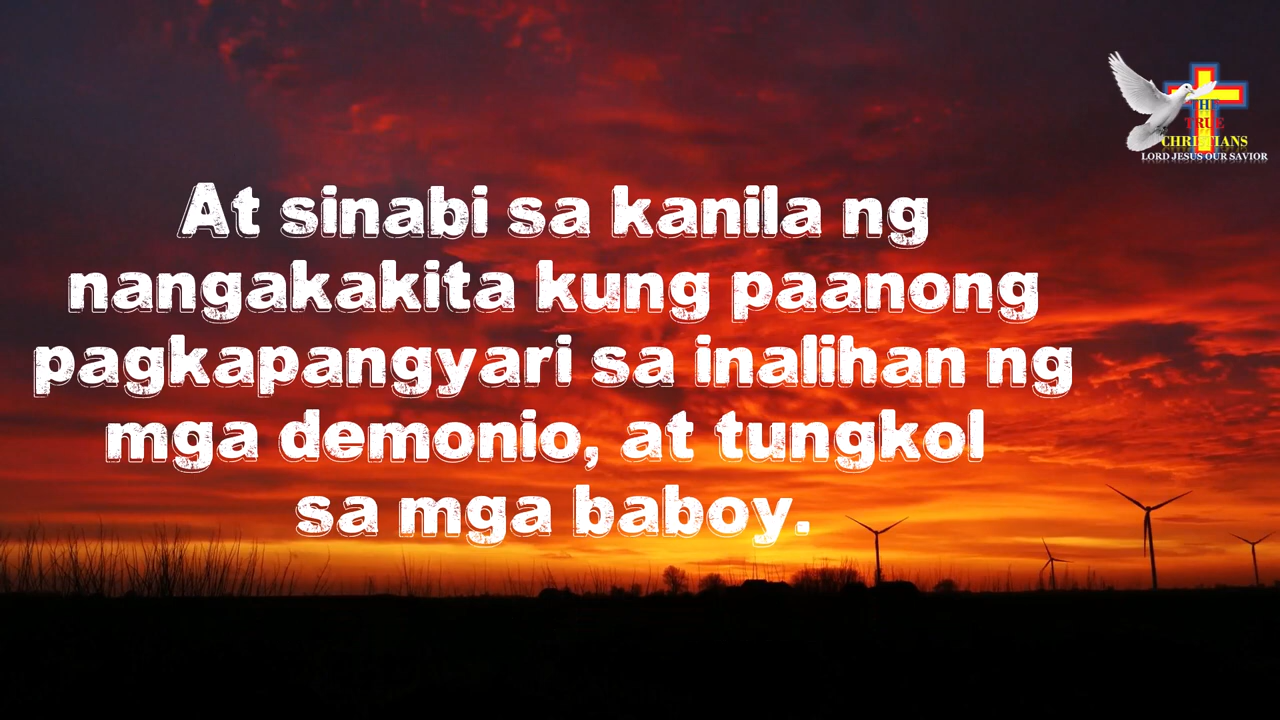 At sinabi sa kanila ng
nangakakita kung paanong
pagkapangyari sa inalihan ng
mga demonio, at tungkol
sa mga baboy.
THE
TRUE
CHRISTIANS
LORD JESUS OUR SAVIOR